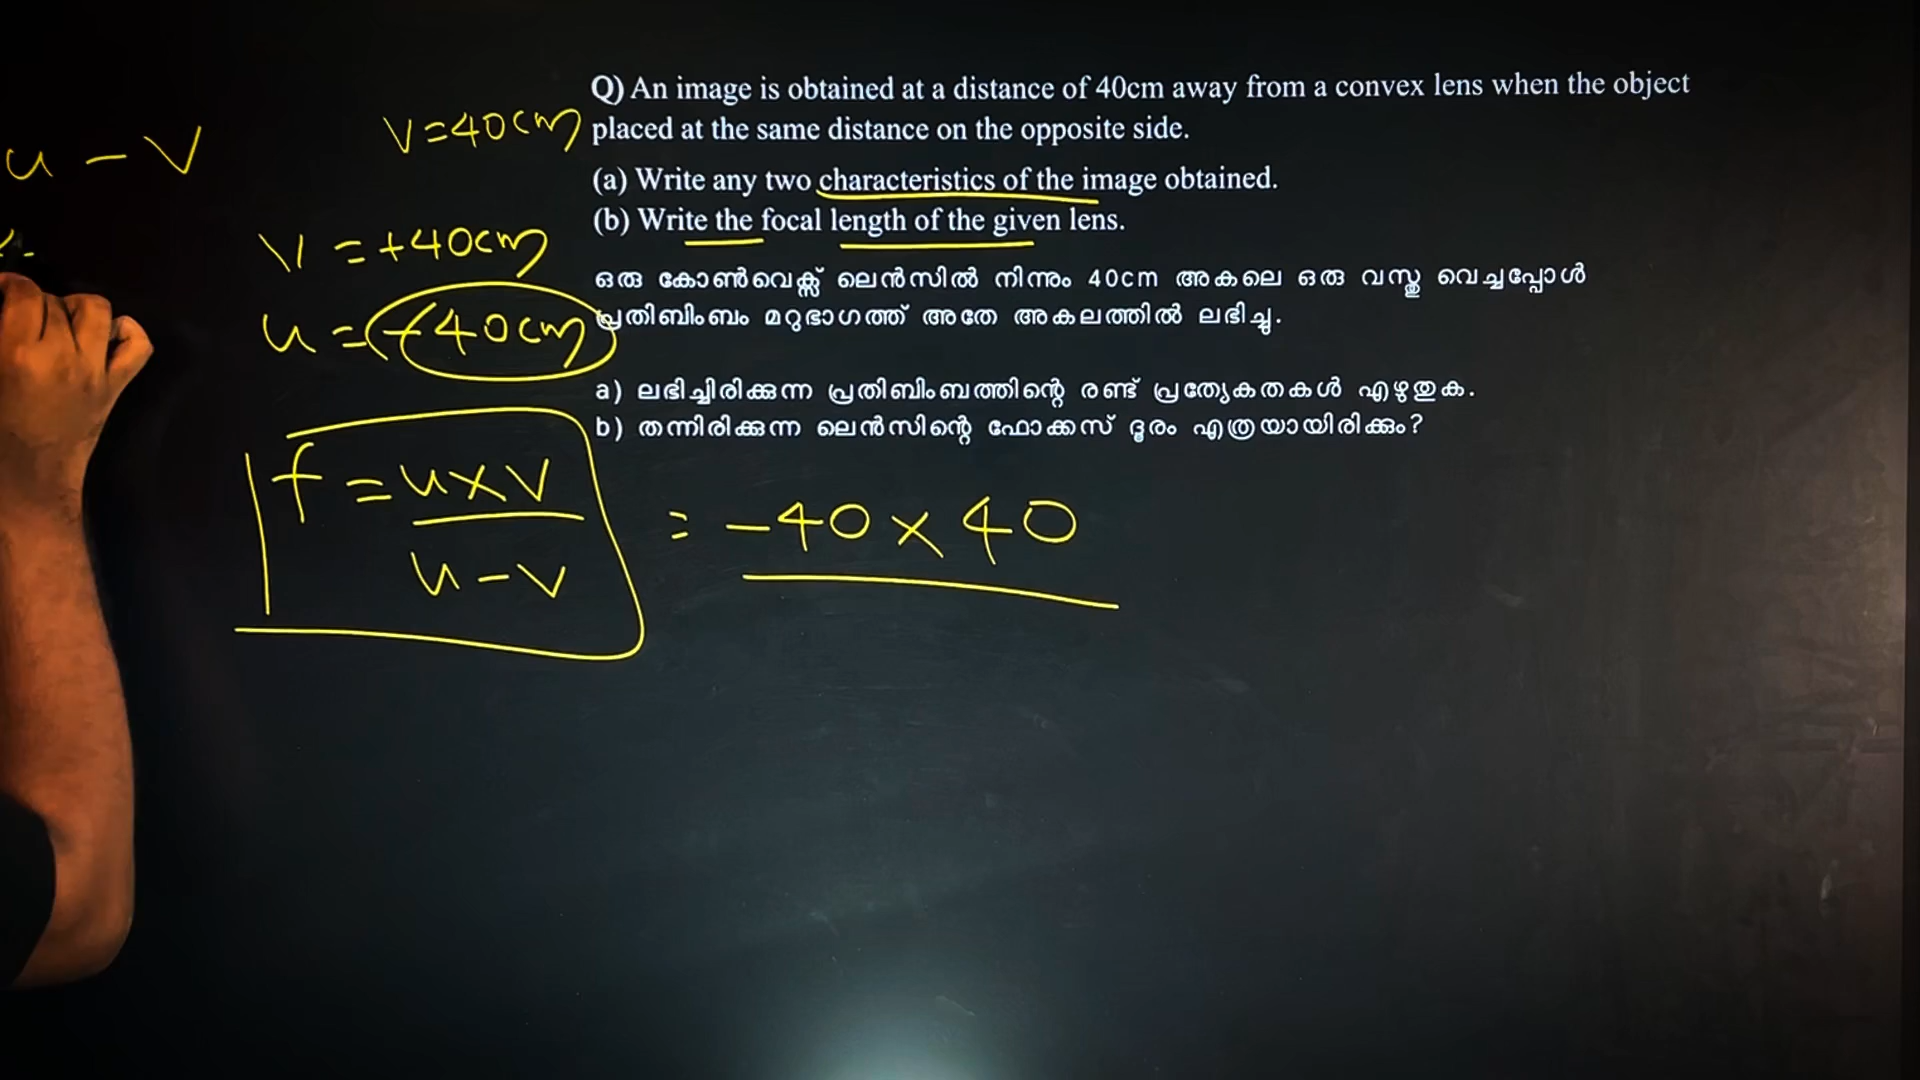 Q) An image is obtained at a distance of 40cm away from a convex lens when the object
placed at the same distance on the opposite side.
(a) Write any two characteristics of the image obtained.
(b) Write the focal length of the given lens.
ഒരു കോൺവെക്സ് ലെൻസിൽ നിന്നും 40cm അകലെ ഒരു വസ്തു വെച്ചപ്പോൾ
പ്രതിബിംബം മറുഭാഗത്ത് അതേ അകലത്തിൽ ലഭിച്ചു.
a) ലഭിച്ചിരിക്കുന്ന പ്രതിബിംബത്തിന്റെ രണ്ട് പ്രത്യേകതകൾ എഴുതുക.
b) തന്നിരിക്കുന്ന ലെൻസിന്റെ ഫോക്കസ് ദൂരം എത്രയായിരിക്കും?
u - v
v = 40cm
v = +40cm
u = -40cm
f = u x v
u - v
= -40 x 40